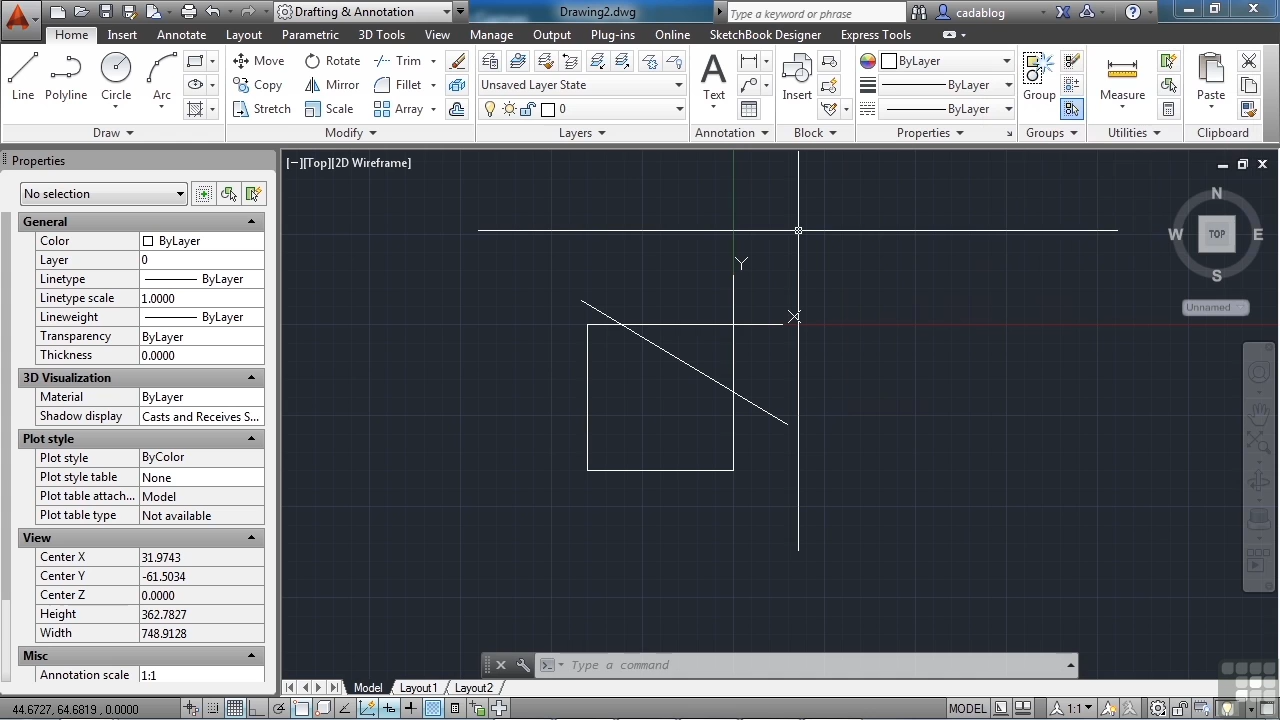 Drafting & Annotation
Drawing2.dwg
Type a keyword or phrase
cadablog
Home Insert Annotate Layout Parametric 3D Tools View Manage Output Plug-ins Online SketchBook Designer Express Tools
Line Polyline Circle Arc
Draw
Move Rotate Trim
Copy Mirror Fillet
Stretch Scale Array
Modify
Unsaved Layer State
0
Layers
Text
Annotation
Insert
Block
ByLayer
ByLayer
ByLayer
Properties
Group
Groups
Measure
Utilities
Paste
Clipboard
Properties
No selection
General
Color ByLayer
Layer 0
Linetype ByLayer
Linetype scale 1.0000
Lineweight ByLayer
Transparency ByLayer
Thickness 0.0000
3D Visualization
Material ByLayer
Shadow display Casts and Receives S...
Plot style
Plot style ByColor
Plot style table None
Plot table attach... Model
Plot table type Not available
View
Center X 31.9743
Center Y -61.5034
Center Z 0.0000
Height 362.7827
Width 748.9128
Misc
Annotation scale 1:1
[−][Top][2D Wireframe]
Y
X
N
W TOP E
S
Unnamed
Type a command
Model Layout1 Layout2
44.6727, 64.6819 , 0.0000
MODEL
1:1